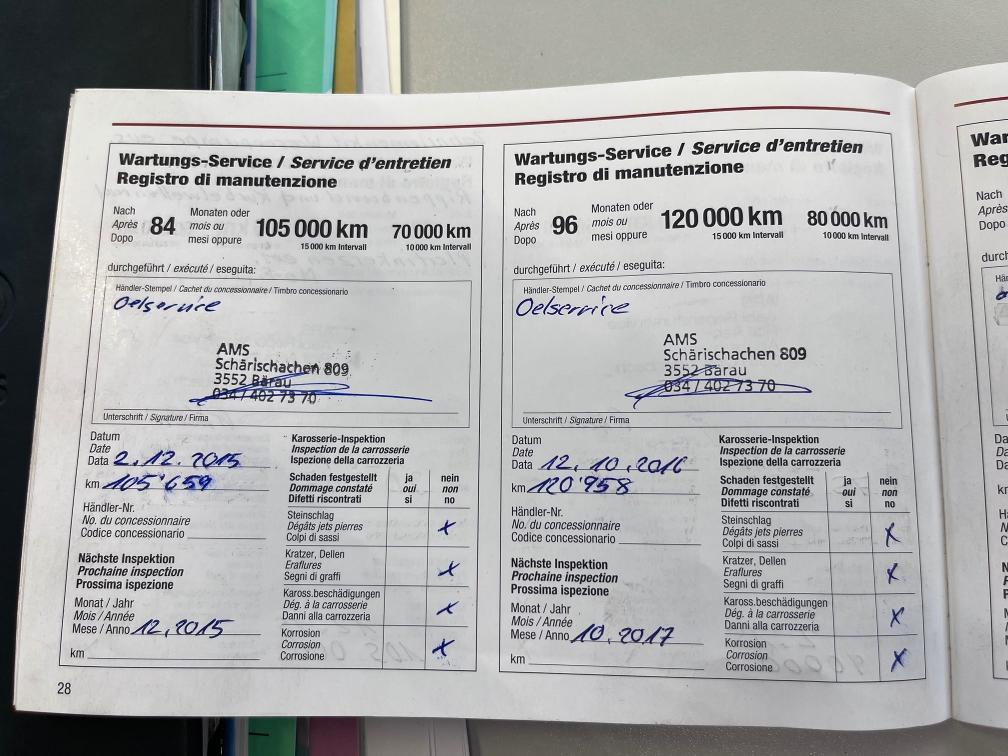 Wartungs-Service / Service d'entretien
Registro di manutenzione
Nach
Après
Dopo
84
Monaten oder
mois ou
mesi oppure
105 000 km
15 000 km Intervall
70 000 km
10 000 km Intervall
durchgeführt / exécuté / eseguita:
Händler-Stempel / Cachet du concessionnaire / Timbro concessionario
Oelservice
AMS
Schärischachen 809
3552 Bärau
034 / 402 73 70
Unterschrift / Signature / Firma
Datum
Date
Data 2.12.2015
km 105'659
Händler-Nr.
No. du concessionnaire
Codice concessionario
Nächste Inspektion
Prochaine inspection
Prossima ispezione
Monat / Jahr
Mois / Année
Mese / Anno 12,2015
km
Karosserie-Inspektion
Inspection de la carrosserie
Ispezione della carrozzeria
Schaden festgestellt
Dommage constaté
Difetti riscontrati
ja
oui
si
nein
non
no
Steinschlag
Dégâts jets pierres
Colpi di sassi
x
Kratzer, Dellen
Eraflures
Segni di graffi
x
Kaross.beschädigungen
Dég. à la carrosserie
Danni alla carrozzeria
x
Korrosion
Corrosion
Corrosione
x
28
Wartungs-Service / Service d'entretien
Registro di manutenzione
Nach
Après
Dopo
96
Monaten oder
mois ou
mesi oppure
120 000 km
15 000 km Intervall
80 000 km
10 000 km Intervall
durchgeführt / exécuté / eseguita:
Händler-Stempel / Cachet du concessionnaire / Timbro concessionario
Oelservice
AMS
Schärischachen 809
3552 Bärau
034 / 402 73 70
Unterschrift / Signature / Firma
Datum
Date
Data 12.10.2016
km 120'958
Händler-Nr.
No. du concessionnaire
Codice concessionario
Nächste Inspektion
Prochaine inspection
Prossima ispezione
Monat / Jahr
Mois / Année
Mese / Anno 10.2017
km
Karosserie-Inspektion
Inspection de la carrosserie
Ispezione della carrozzeria
Schaden festgestellt
Dommage constaté
Difetti riscontrati
ja
oui
si
nein
non
no
Steinschlag
Dégâts jets pierres
Colpi di sassi
x
Kratzer, Dellen
Eraflures
Segni di graffi
x
Kaross.beschädigungen
Dég. à la carrosserie
Danni alla carrozzeria
x
Korrosion
Corrosion
Corrosione
x
Nach
Après
Dopo